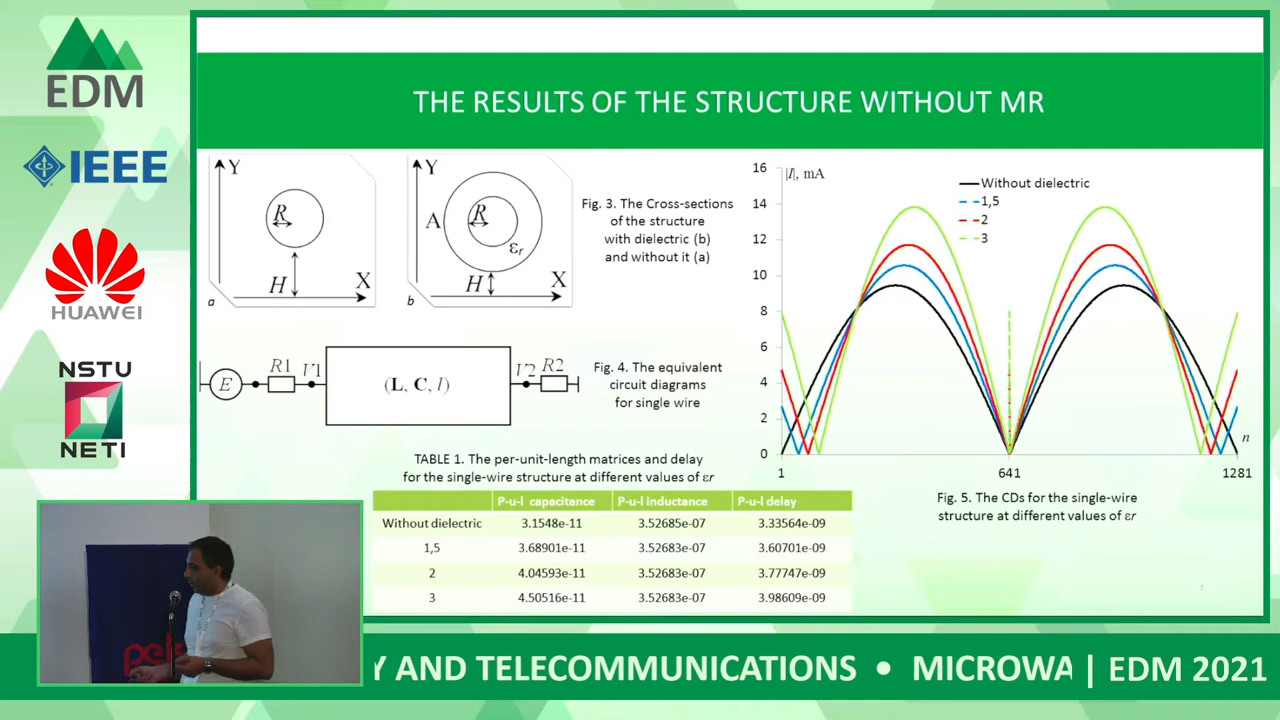 EDM
IEEE
HUAWEI
NSTU
NETI
THE RESULTS OF THE STRUCTURE WITHOUT MR
Y
R
H
X
a
Y
A
R
εr
H
X
b
Fig. 3. The Cross-sections
of the structure
with dielectric (b)
and without it (a)
E
R1
V1
(L, C, l)
V2
R2
Fig. 4. The equivalent
circuit diagrams
for single wire
TABLE 1. The per-unit-length matrices and delay
for the single-wire structure at different values of εr
P-u-l capacitance P-u-l inductance P-u-l delay
Without dielectric 3.1548e-11 3.52685e-07 3.33564e-09
1,5 3.68901e-11 3.52683e-07 3.60701e-09
2 4.04593e-11 3.52683e-07 3.77747e-09
3 4.50516e-11 3.52683e-07 3.98609e-09
|I|, mA
16
14
12
10
8
6
4
2
0
1 641 1281
n
Without dielectric
1,5
2
3
Fig. 5. The CDs for the single-wire
structure at different values of εr
7
Y AND TELECOMMUNICATIONS • MICROWA | EDM 2021